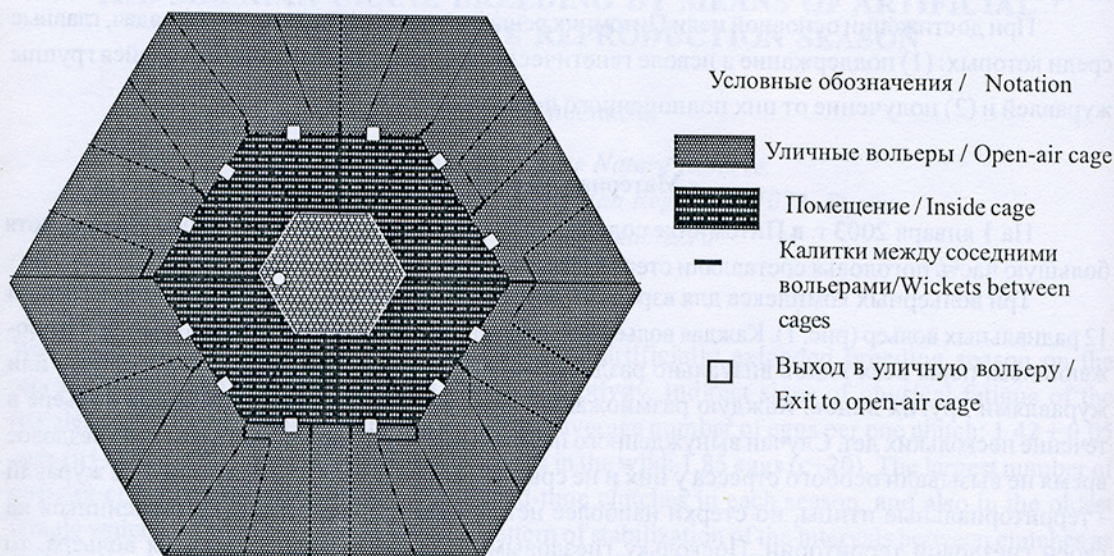 Условные обозначения / Notation
Уличные вольеры / Open-air cage
Помещение / Inside cage
Калитки между соседними
вольерами/Wickets between
cages
Выход в уличную вольеру /
Exit to open-air cage